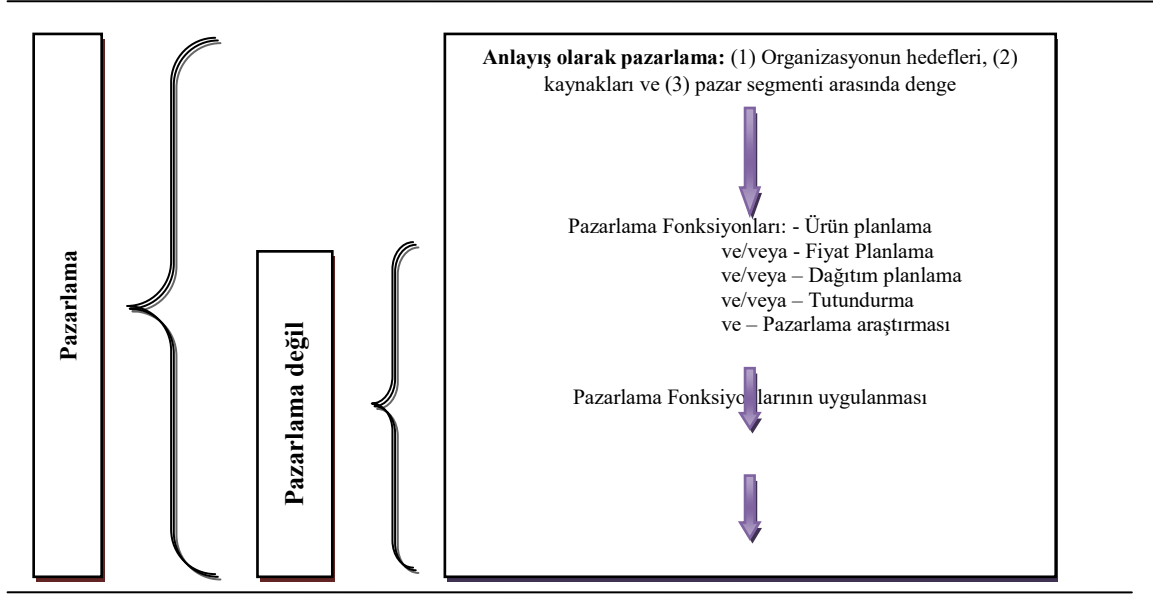 Pazarlama
Pazarlama değil
Anlayış olarak pazarlama: (1) Organizasyonun hedefleri, (2)
kaynakları ve (3) pazar segmenti arasında denge
Pazarlama Fonksiyonları: - Ürün planlama
ve/veya - Fiyat Planlama
ve/veya – Dağıtım planlama
ve/veya – Tutundurma
ve – Pazarlama araştırması
Pazarlama Fonksiyonlarının uygulanması